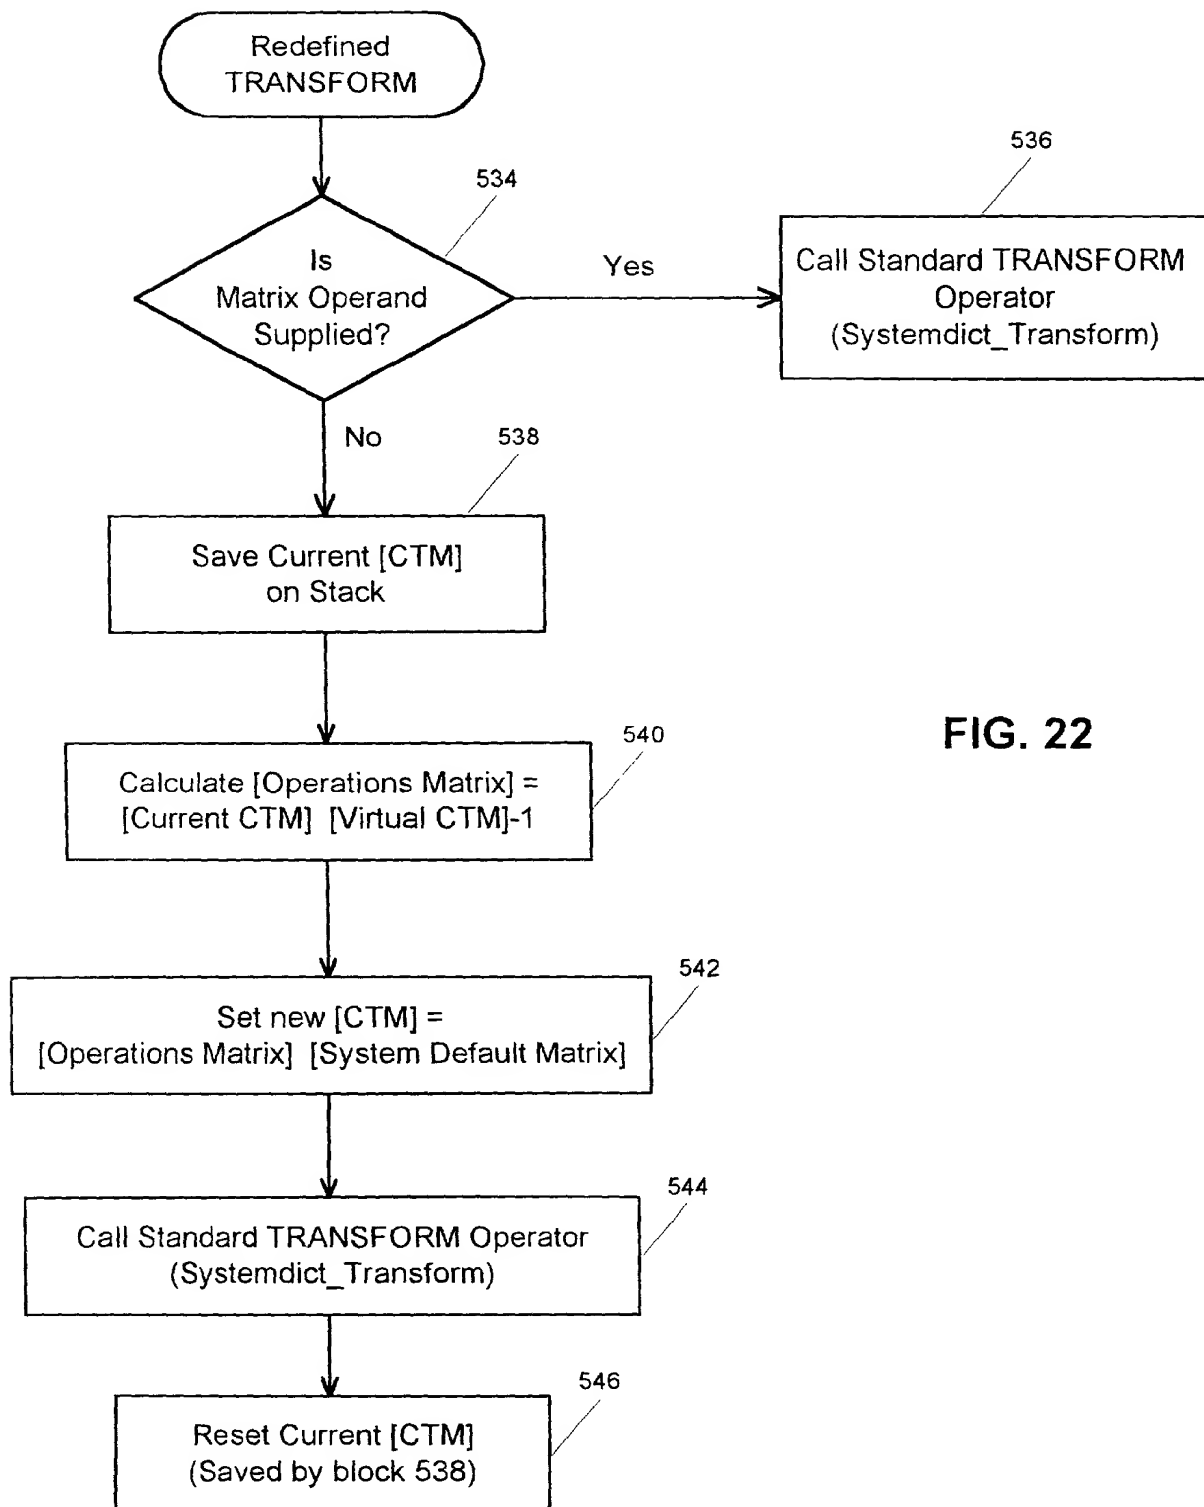 Redefined
TRANSFORM
534
Is
Matrix Operand
Supplied?
Yes
536
Call Standard TRANSFORM
Operator
(Systemdict_Transform)
No
538
Save Current [CTM]
on Stack
540
Calculate [Operations Matrix] =
[Current CTM] [Virtual CTM]-1
FIG. 22
542
Set new [CTM] =
[Operations Matrix] [System Default Matrix]
544
Call Standard TRANSFORM Operator
(Systemdict_Transform)
546
Reset Current [CTM]
(Saved by block 538)